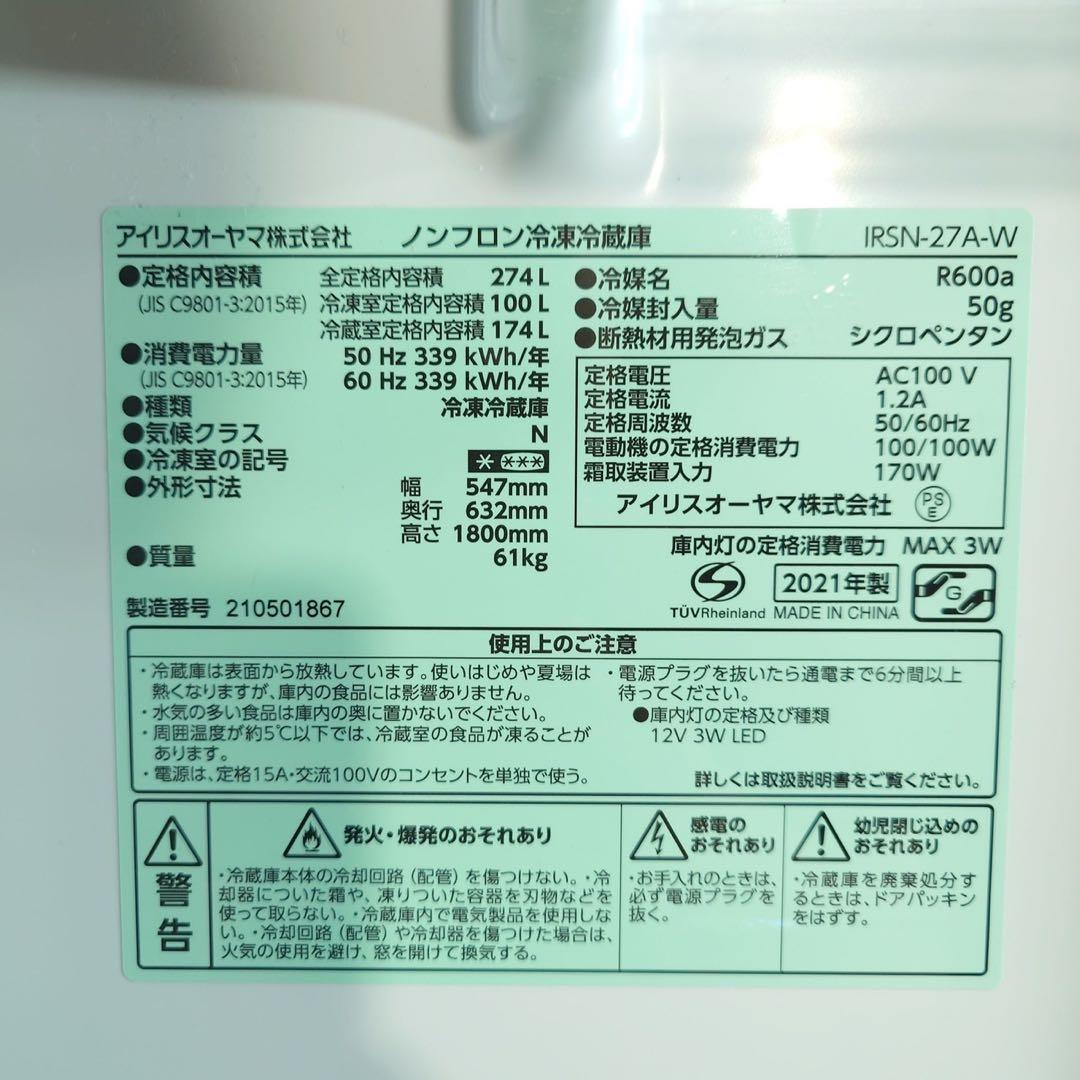 アイリスオーヤマ株式会社 ノンフロン冷凍冷蔵庫 IRSN-27A-W
●定格内容積 全定格内容積 274 L
(JIS C9801-3:2015年) 冷凍室定格内容積 100 L
冷蔵室定格内容積 174 L
●消費電力量 50 Hz 339 kWh/年
(JIS C9801-3:2015年) 60 Hz 339 kWh/年
●種類 冷凍冷蔵庫
●気候クラス N
●冷凍室の記号 * ***
●外形寸法 幅 547mm
奥行 632mm
高さ 1800mm
●質量 61kg
製造番号 210501867
●冷媒名 R600a
●冷媒封入量 50g
●断熱材用発泡ガス シクロペンタン
定格電圧 AC100 V
定格電流 1.2A
定格周波数 50/60Hz
電動機の定格消費電力 100/100W
霜取装置入力 170W
アイリスオーヤマ株式会社 PSE
庫内灯の定格消費電力 MAX 3W
2021年製
TÜVRheinland MADE IN CHINA
G
使用上のご注意
・冷蔵庫は表面から放熱しています。使いはじめや夏場は
熱くなりますが、庫内の食品には影響ありません。
・水気の多い食品は庫内の奥に置かないでください。
・周囲温度が約5℃以下では、冷蔵室の食品が凍ることが
あります。
・電源は、定格15A・交流100Vのコンセントを単独で使う。
・電源プラグを抜いたら通電まで6分間以上
待ってください。
●庫内灯の定格及び種類
12V 3W LED
詳しくは取扱説明書をご覧ください。
警告
発火・爆発のおそれあり
・冷蔵庫本体の冷却回路(配管)を傷つけない。・冷
却器についた霜や、凍りついた容器を刃物などを
使って取らない。・冷蔵庫内で電気製品を使用しな
い。・冷却回路(配管)や冷却器を傷つけた場合は、
火気の使用を避け、窓を開けて換気する。
感電の
おそれあり
・お手入れのときは、
必ず電源プラグを
抜く。
幼児閉じ込めの
おそれあり
・冷蔵庫を廃棄処分す
るときは、ドアパッキン
をはずす。